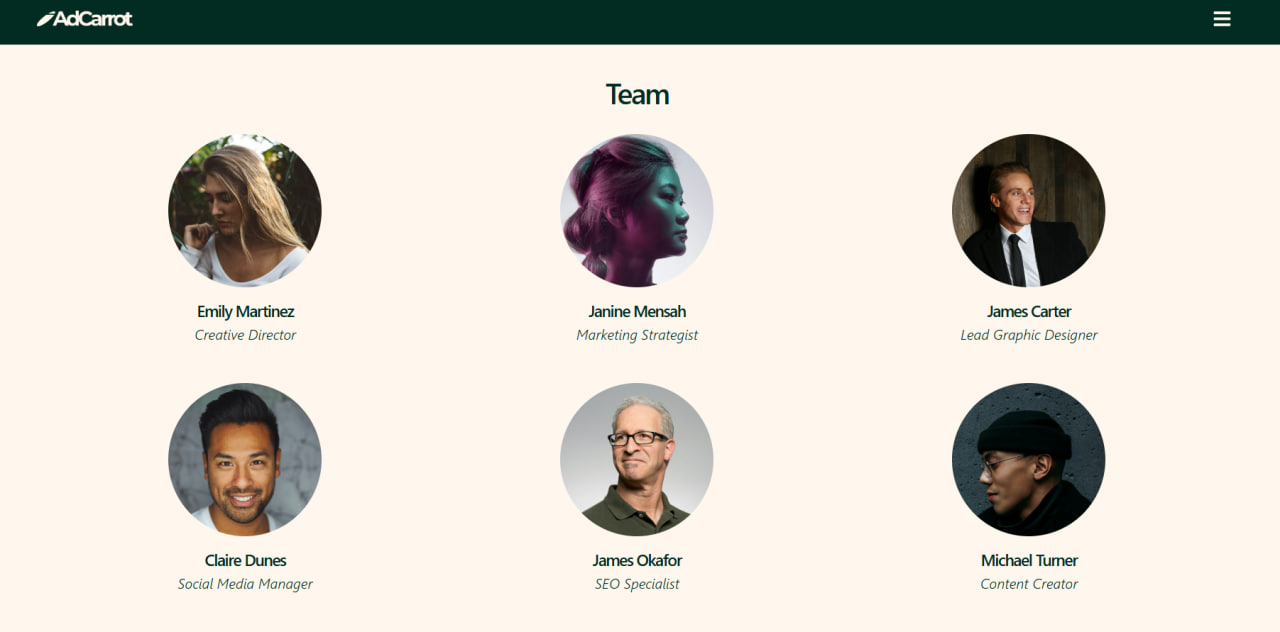 AdCarrot
Team
Emily Martinez
Creative Director
Janine Mensah
Marketing Strategist
James Carter
Lead Graphic Designer
Claire Dunes
Social Media Manager
James Okafor
SEO Specialist
Michael Turner
Content Creator